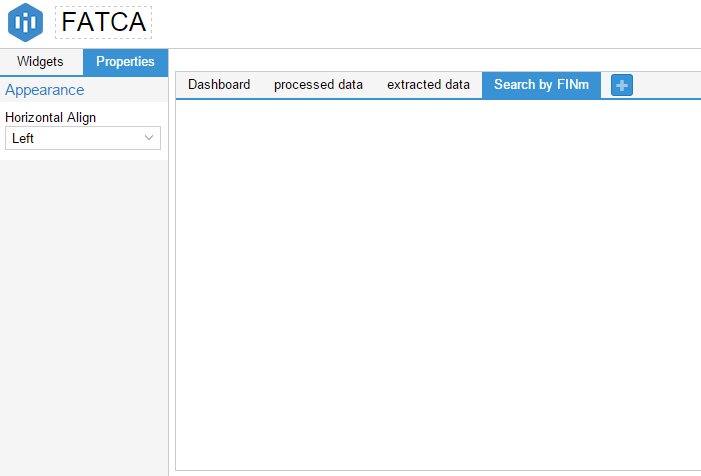 FATCA
Widgets Properties
Appearance
Horizontal Align
Left
Dashboard processed data extracted data Search by FINm